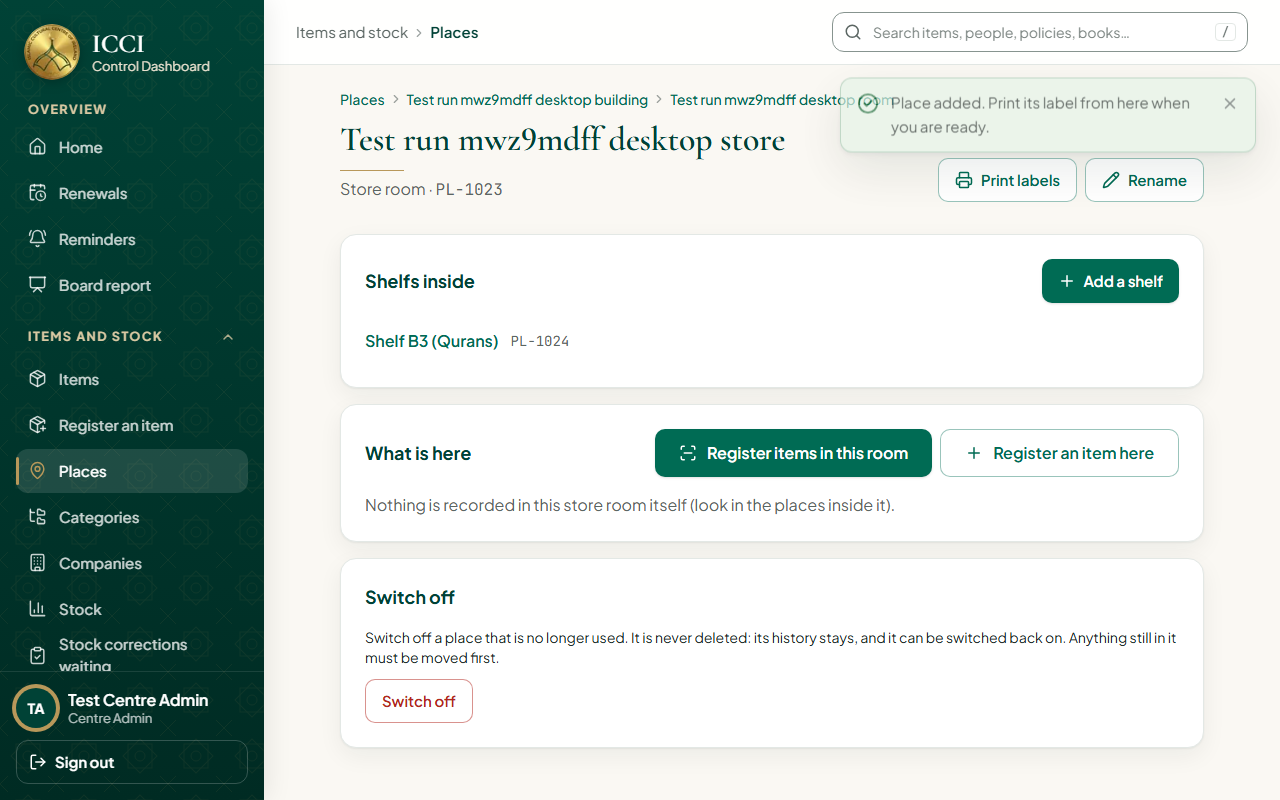 ICCI
Control Dashboard
OVERVIEW
Home
Renewals
Reminders
Board report
ITEMS AND STOCK
Items
Register an item
Places
Categories
Companies
Stock
Stock corrections
waiting
TA
Test Centre Admin
Centre Admin
Sign out
Items and stock > Places
Search items, people, policies, books… /
Places > Test run mwz9mdff desktop building > Test run mwz9mdff desktop room
Place added. Print its label from here when
you are ready.
Test run mwz9mdff desktop store
Store room · PL-1023
Print labels
Rename
Shelfs inside
Add a shelf
Shelf B3 (Qurans) PL-1024
What is here
Register items in this room
Register an item here
Nothing is recorded in this store room itself (look in the places inside it).
Switch off
Switch off a place that is no longer used. It is never deleted: its history stays, and it can be switched back on. Anything still in it
must be moved first.
Switch off